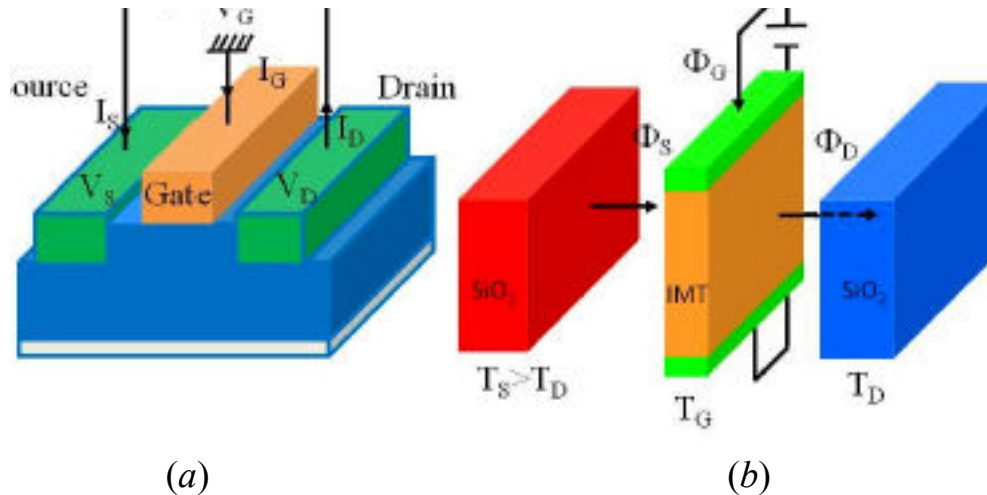 V_G
I_G
ource
Drain
I_S
I_D
V_S
Gate
V_D
Φ_G
Φ_S
Φ_D
SiO_2
IMT
SiO_2
T_S>T_D
T_G
T_D
(a)
(b)